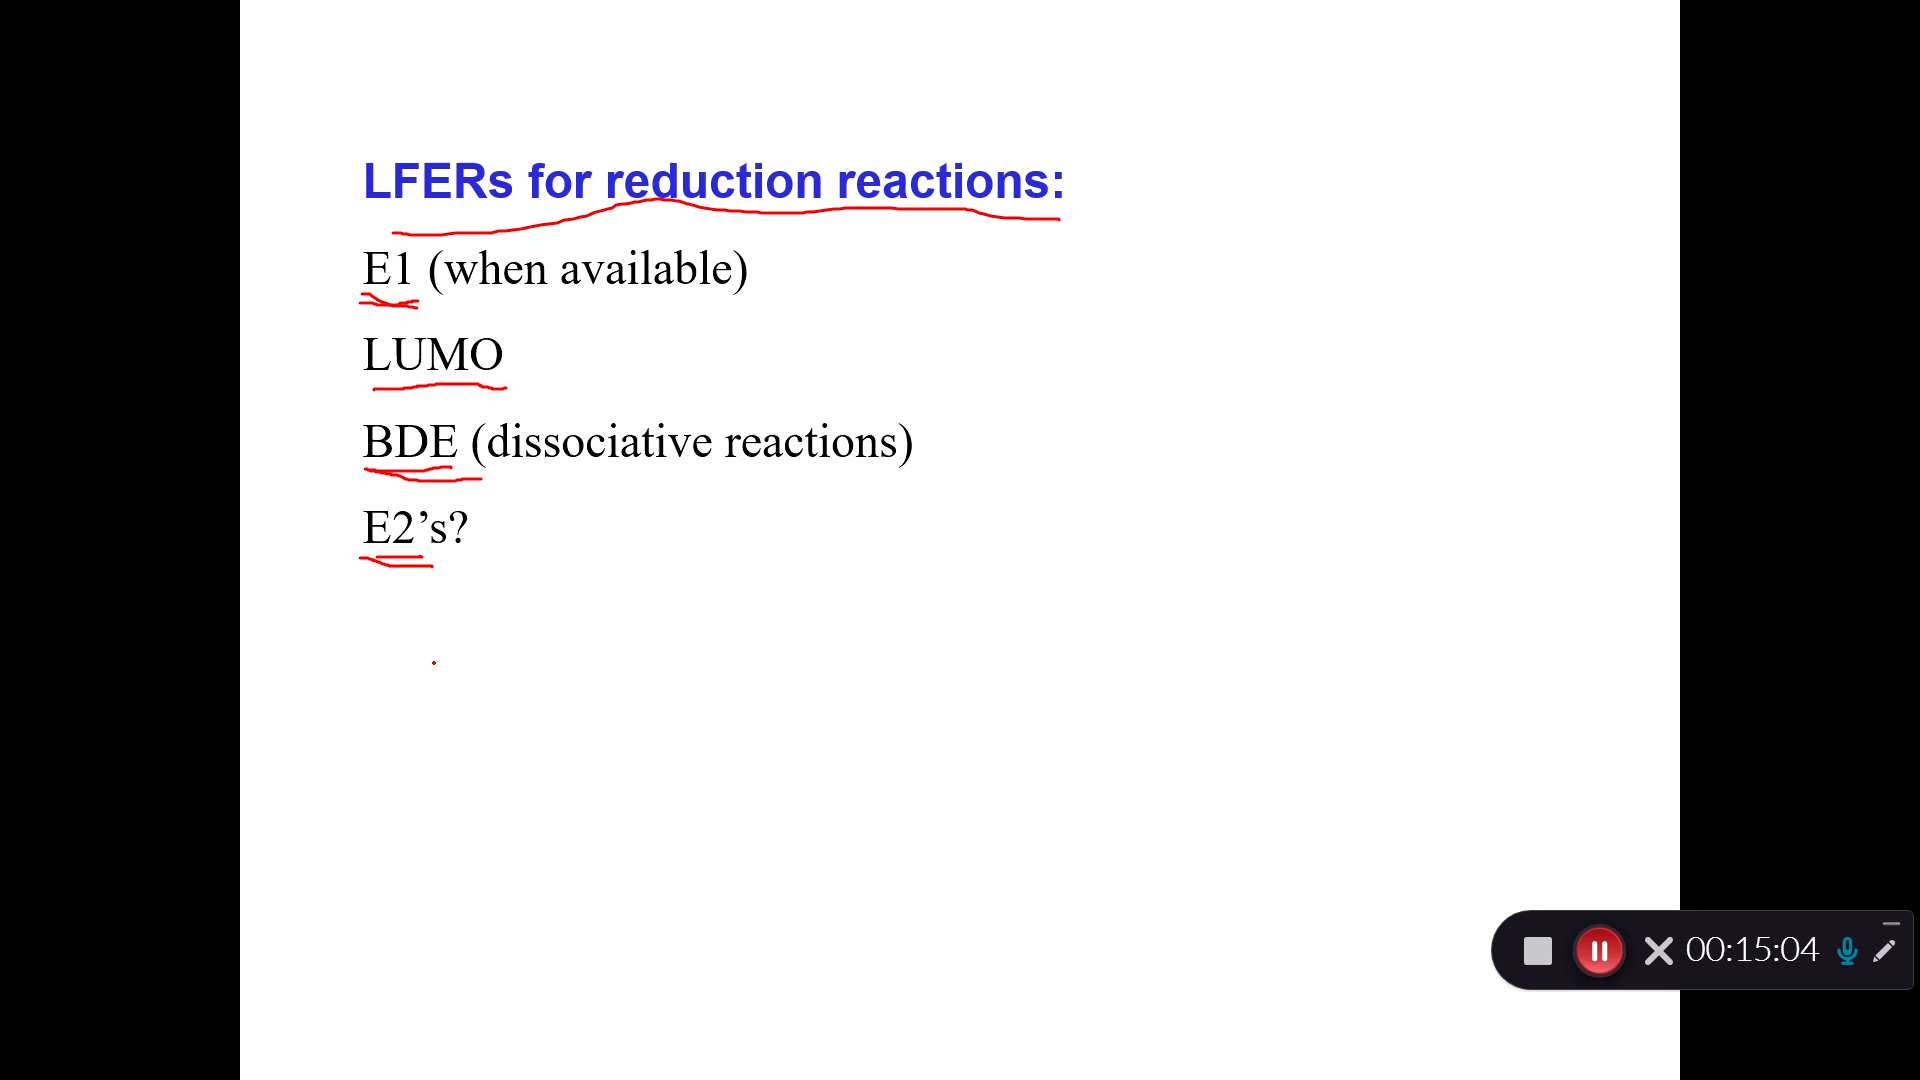 LFERs for reduction reactions:
E1 (when available)
LUMO
BDE (dissociative reactions)
E2’s?
00:15:04